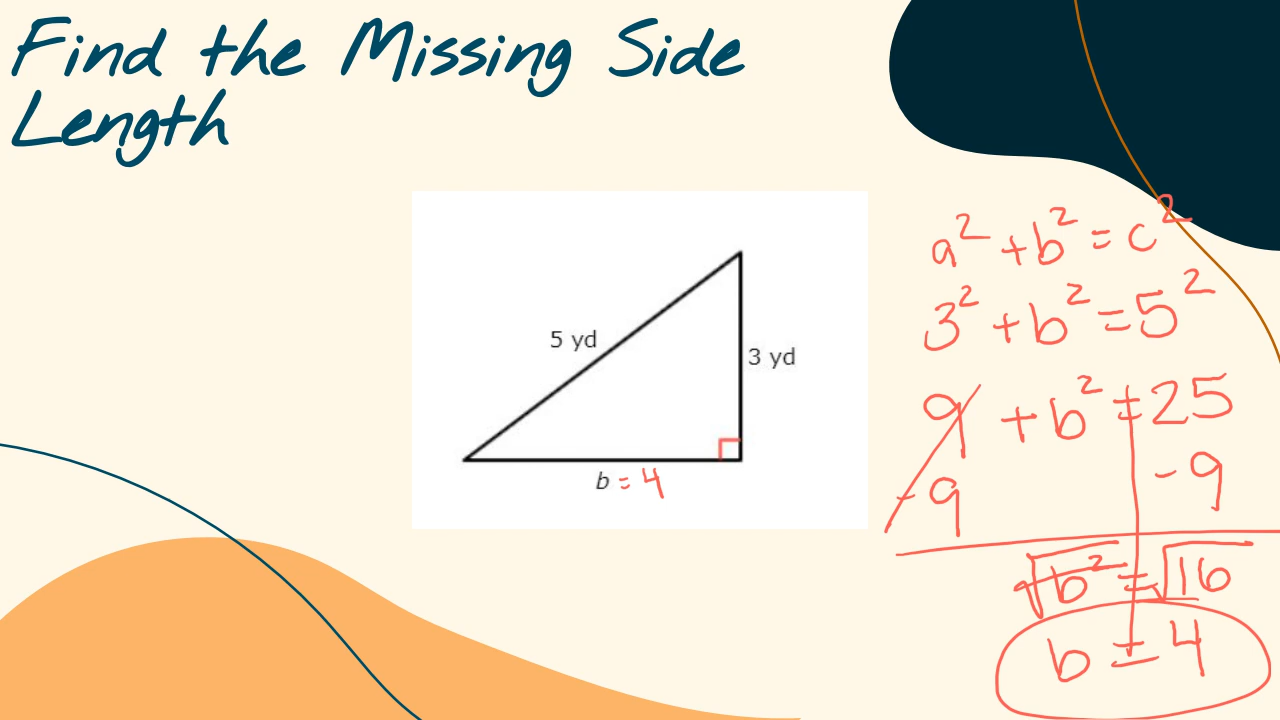 Find the Missing Side
Length
5 yd
3 yd
b = 4
a² + b² = c²
3² + b² = 5²
9 + b² = 25
- 9 - 9
√b² = √16
b = 4